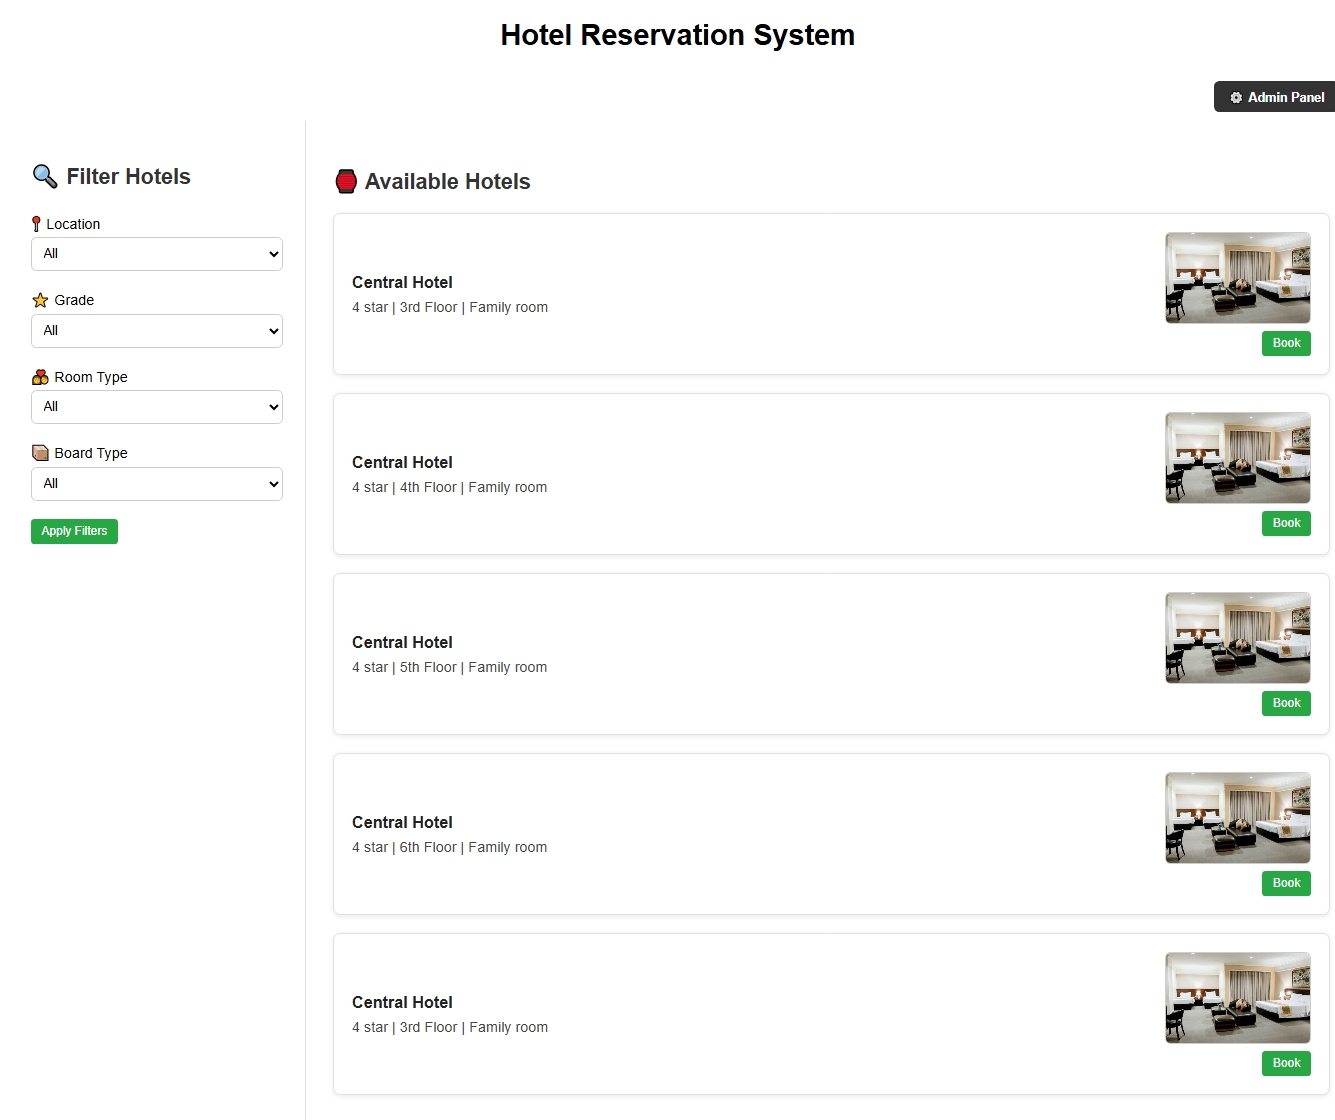 Hotel Reservation System
Admin Panel
Filter Hotels
Location
All
Grade
All
Room Type
All
Board Type
All
Apply Filters
Available Hotels
Central Hotel
4 star | 3rd Floor | Family room
Book
Central Hotel
4 star | 4th Floor | Family room
Book
Central Hotel
4 star | 5th Floor | Family room
Book
Central Hotel
4 star | 6th Floor | Family room
Book
Central Hotel
4 star | 3rd Floor | Family room
Book